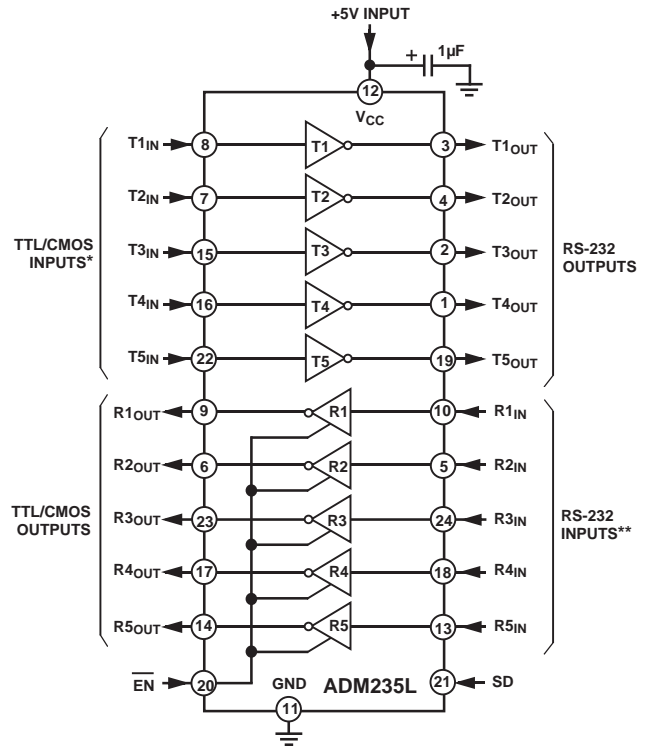 +5V INPUT
+ 1µF
12
VCC
T1IN 8 T1 3 T1OUT
T2IN 7 T2 4 T2OUT
T3IN 15 T3 2 T3OUT
T4IN 16 T4 1 T4OUT
T5IN 22 T5 19 T5OUT
TTL/CMOS
INPUTS*
RS-232
OUTPUTS
R1OUT 9 R1 10 R1IN
R2OUT 6 R2 5 R2IN
R3OUT 23 R3 24 R3IN
R4OUT 17 R4 18 R4IN
R5OUT 14 R5 13 R5IN
TTL/CMOS
OUTPUTS
RS-232
INPUTS**
EN 20 GND ADM235L 21 SD
11